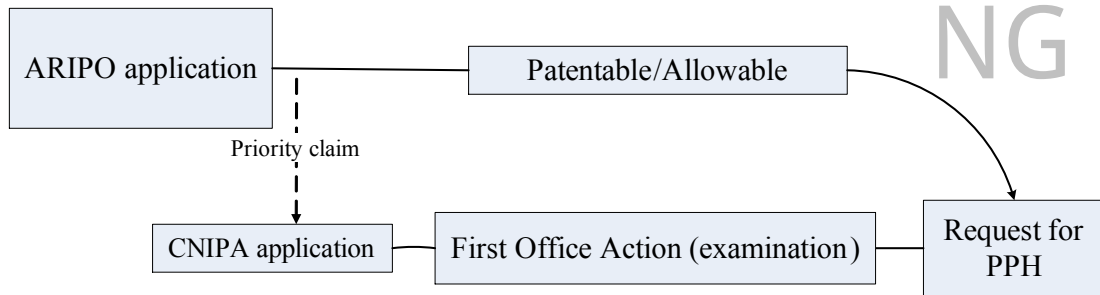 NG
ARIPO application
Patentable/Allowable
Priority claim
CNIPA application
First Office Action (examination)
Request for
PPH